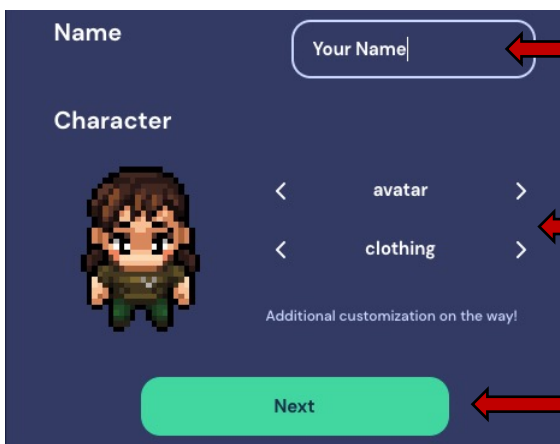 Name
Your Name
Character
avatar
clothing
Additional customization on the way!
Next